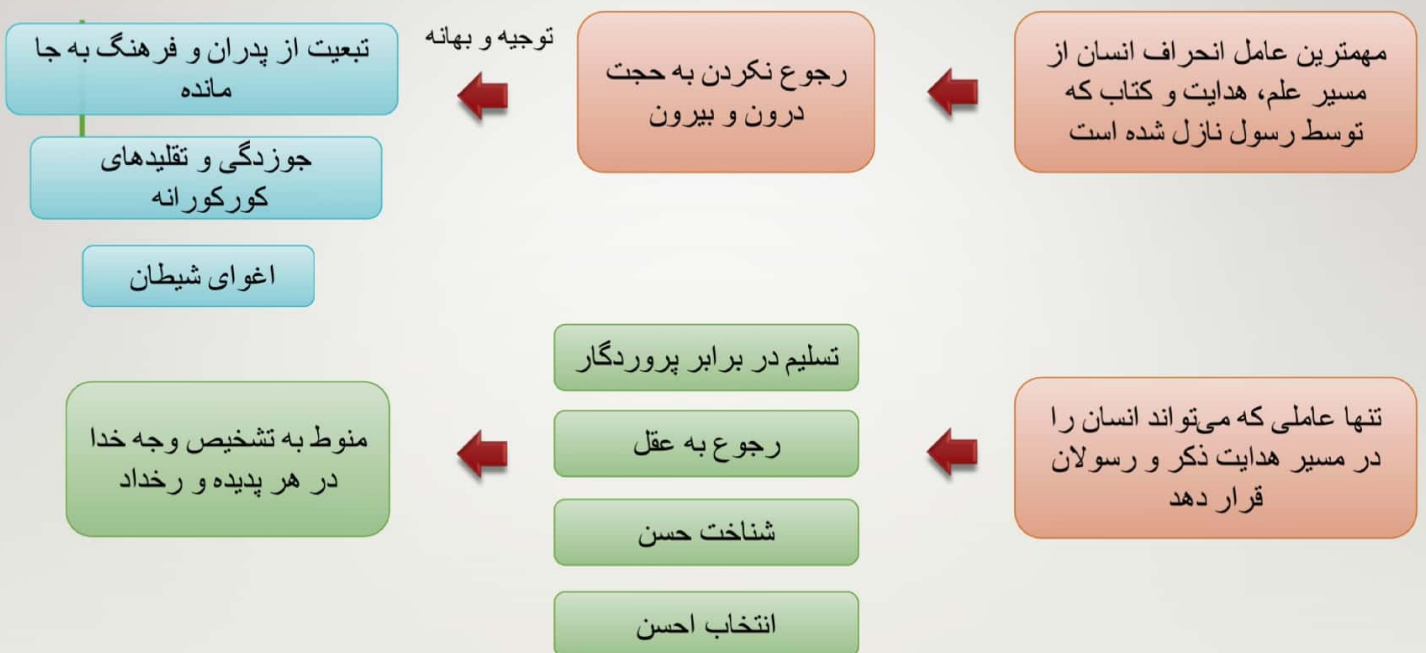 مهمترین عامل انحراف انسان از
مسیر علم، هدایت و کتاب که
توسط رسول نازل شده است
رجوع نکردن به حجت
درون و بیرون
توجیه و بهانه
تبعیت از پدران و فرهنگ به جا
مانده
جوزدگی و تقلیدهای
کورکورانه
اغوای شیطان
تنها عاملی که می‌تواند انسان را
در مسیر هدایت ذکر و رسولان
قرار دهد
تسلیم در برابر پروردگار
رجوع به عقل
شناخت حسن
انتخاب احسن
منوط به تشخیص وجه خدا
در هر پدیده و رخداد